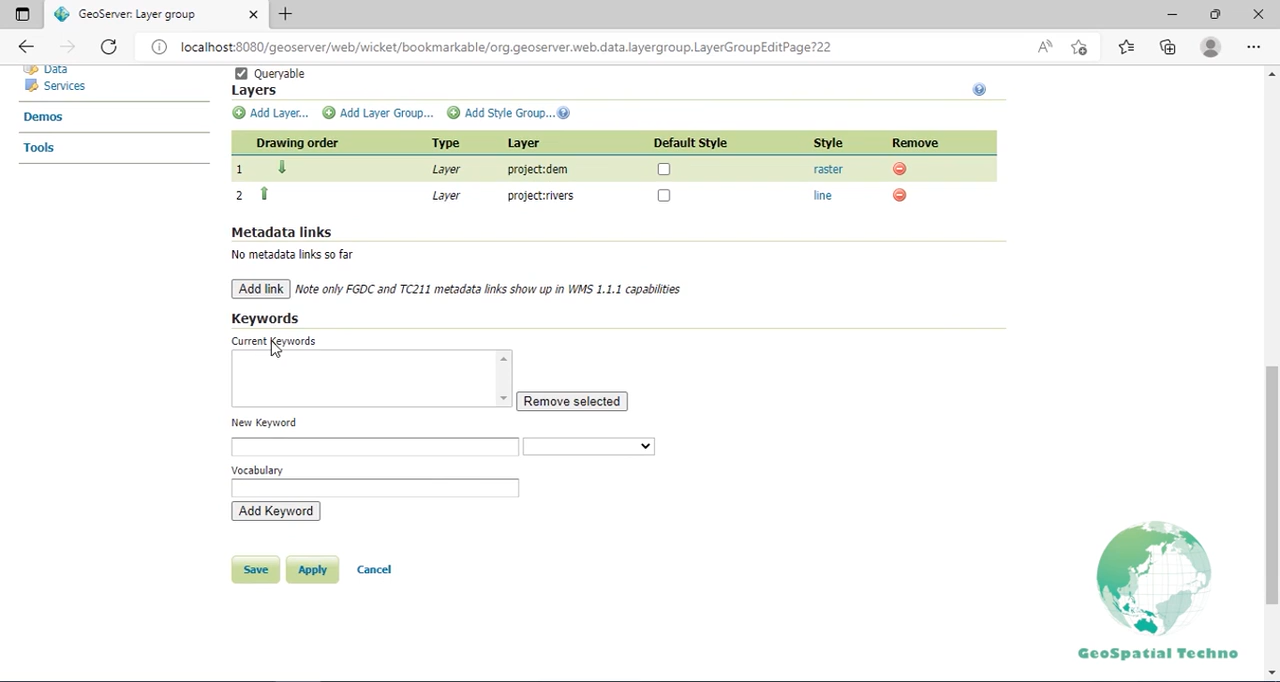 GeoServer: Layer group
localhost:8080/geoserver/web/wicket/bookmarkable/org.geoserver.web.data.layergroup.LayerGroupEditPage?22
Data
Services
Demos
Tools
Queryable
Layers
Add Layer... Add Layer Group... Add Style Group...
Drawing order Type Layer Default Style Style Remove
1 Layer project:dem raster
2 Layer project:rivers line
Metadata links
No metadata links so far
Add link Note only FGDC and TC211 metadata links show up in WMS 1.1.1 capabilities
Keywords
Current Keywords
Remove selected
New Keyword
Vocabulary
Add Keyword
Save Apply Cancel
GeoSpatial Techno